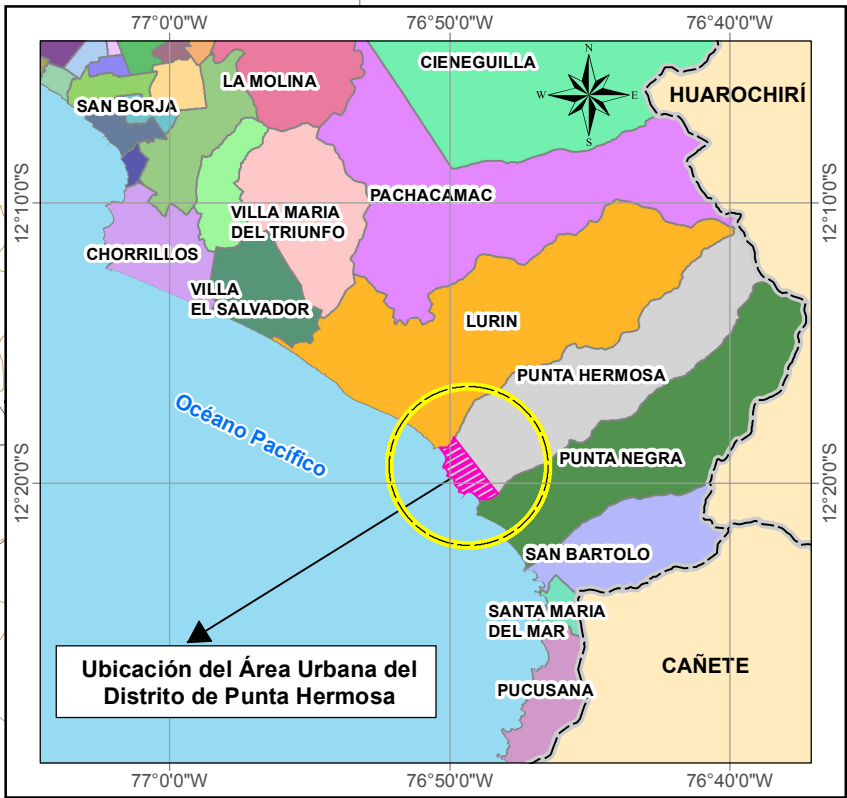 77°0'0"W
76°50'0"W
76°40'0"W
CIENEGUILLA
LA MOLINA
N
W
E
S
HUAROCHIRÍ
SAN BORJA
12°10'0"S
12°10'0"S
PACHACAMAC
VILLA MARIA
DEL TRIUNFO
CHORRILLOS
VILLA
EL SALVADOR
LURIN
PUNTA HERMOSA
Océano Pacífico
PUNTA NEGRA
12°20'0"S
12°20'0"S
SAN BARTOLO
SANTA MARIA
DEL MAR
Ubicación del Área Urbana del
Distrito de Punta Hermosa
CAÑETE
PUCUSANA
77°0'0"W
76°50'0"W
76°40'0"W